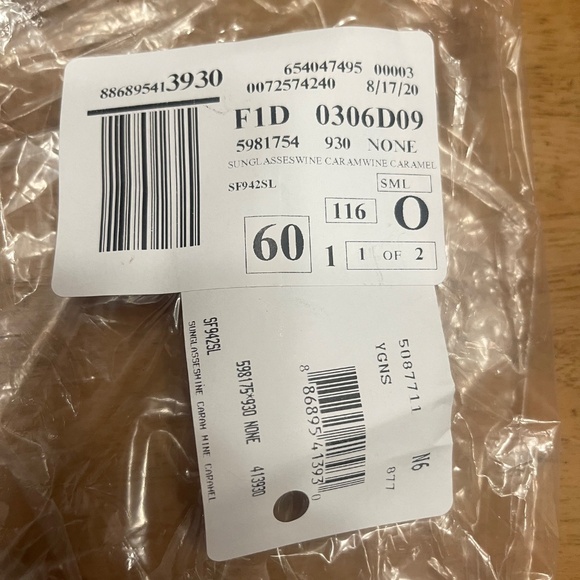 654047495 00003
886895413930 0072574240 8/17/20
F1D 0306D09
5981754 930 NONE
SUNGLASSESWINE CARAMWINE CARAMEL
SF942SL SML
116 O
60 1 1 OF 2
SF942SL
SUNGLASSESWINE CARAM WINE CARAMEL
598175*930 NONE 413930
8 86895 41393 0
5087711 N6
YGNS 877